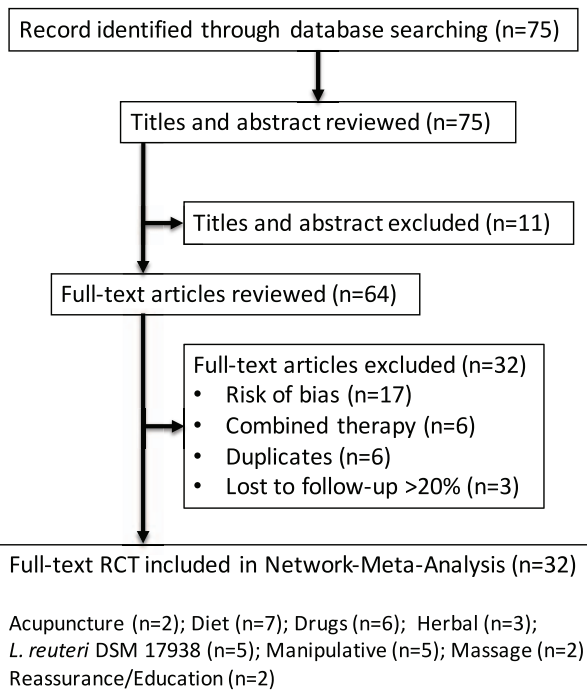 Record identified through database searching (n=75)
Titles and abstract reviewed (n=75)
Titles and abstract excluded (n=11)
Full-text articles reviewed (n=64)
Full-text articles excluded (n=32)
• Risk of bias (n=17)
• Combined therapy (n=6)
• Duplicates (n=6)
• Lost to follow-up >20% (n=3)
Full-text RCT included in Network-Meta-Analysis (n=32)
Acupuncture (n=2); Diet (n=7); Drugs (n=6); Herbal (n=3);
L. reuteri DSM 17938 (n=5); Manipulative (n=5); Massage (n=2)
Reassurance/Education (n=2)